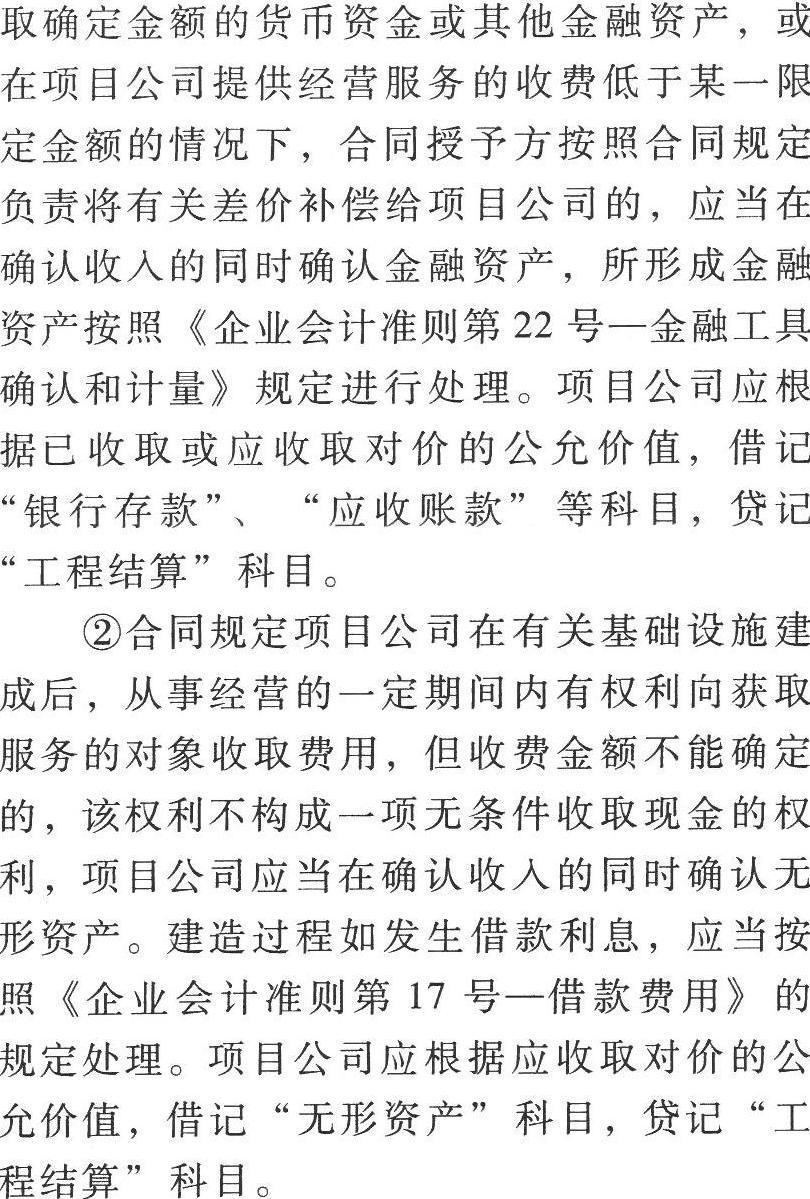 取确定金额的货币资金或其他金融资产，或
在项目公司提供经营服务的收费低于某一限
定金额的情况下，合同授予方按照合同规定
负责将有关差价补偿给项目公司的，应当在
确认收入的同时确认金融资产，所形成金融
资产按照《企业会计准则第 22 号—金融工具
确认和计量》规定进行处理。项目公司应根
据已收取或应收取对价的公允价值，借记
“银行存款”、“应收账款”等科目，贷记
“工程结算”科目。
②合同规定项目公司在有关基础设施建
成后，从事经营的一定期间内有权利向获取
服务的对象收取费用，但收费金额不能确定
的，该权利不构成一项无条件收取现金的权
利，项目公司应当在确认收入的同时确认无
形资产。建造过程如发生借款利息，应当按
照《企业会计准则第 17 号—借款费用》的
规定处理。项目公司应根据应收取对价的公
允价值，借记“无形资产”科目，贷记“工
程结算”科目。